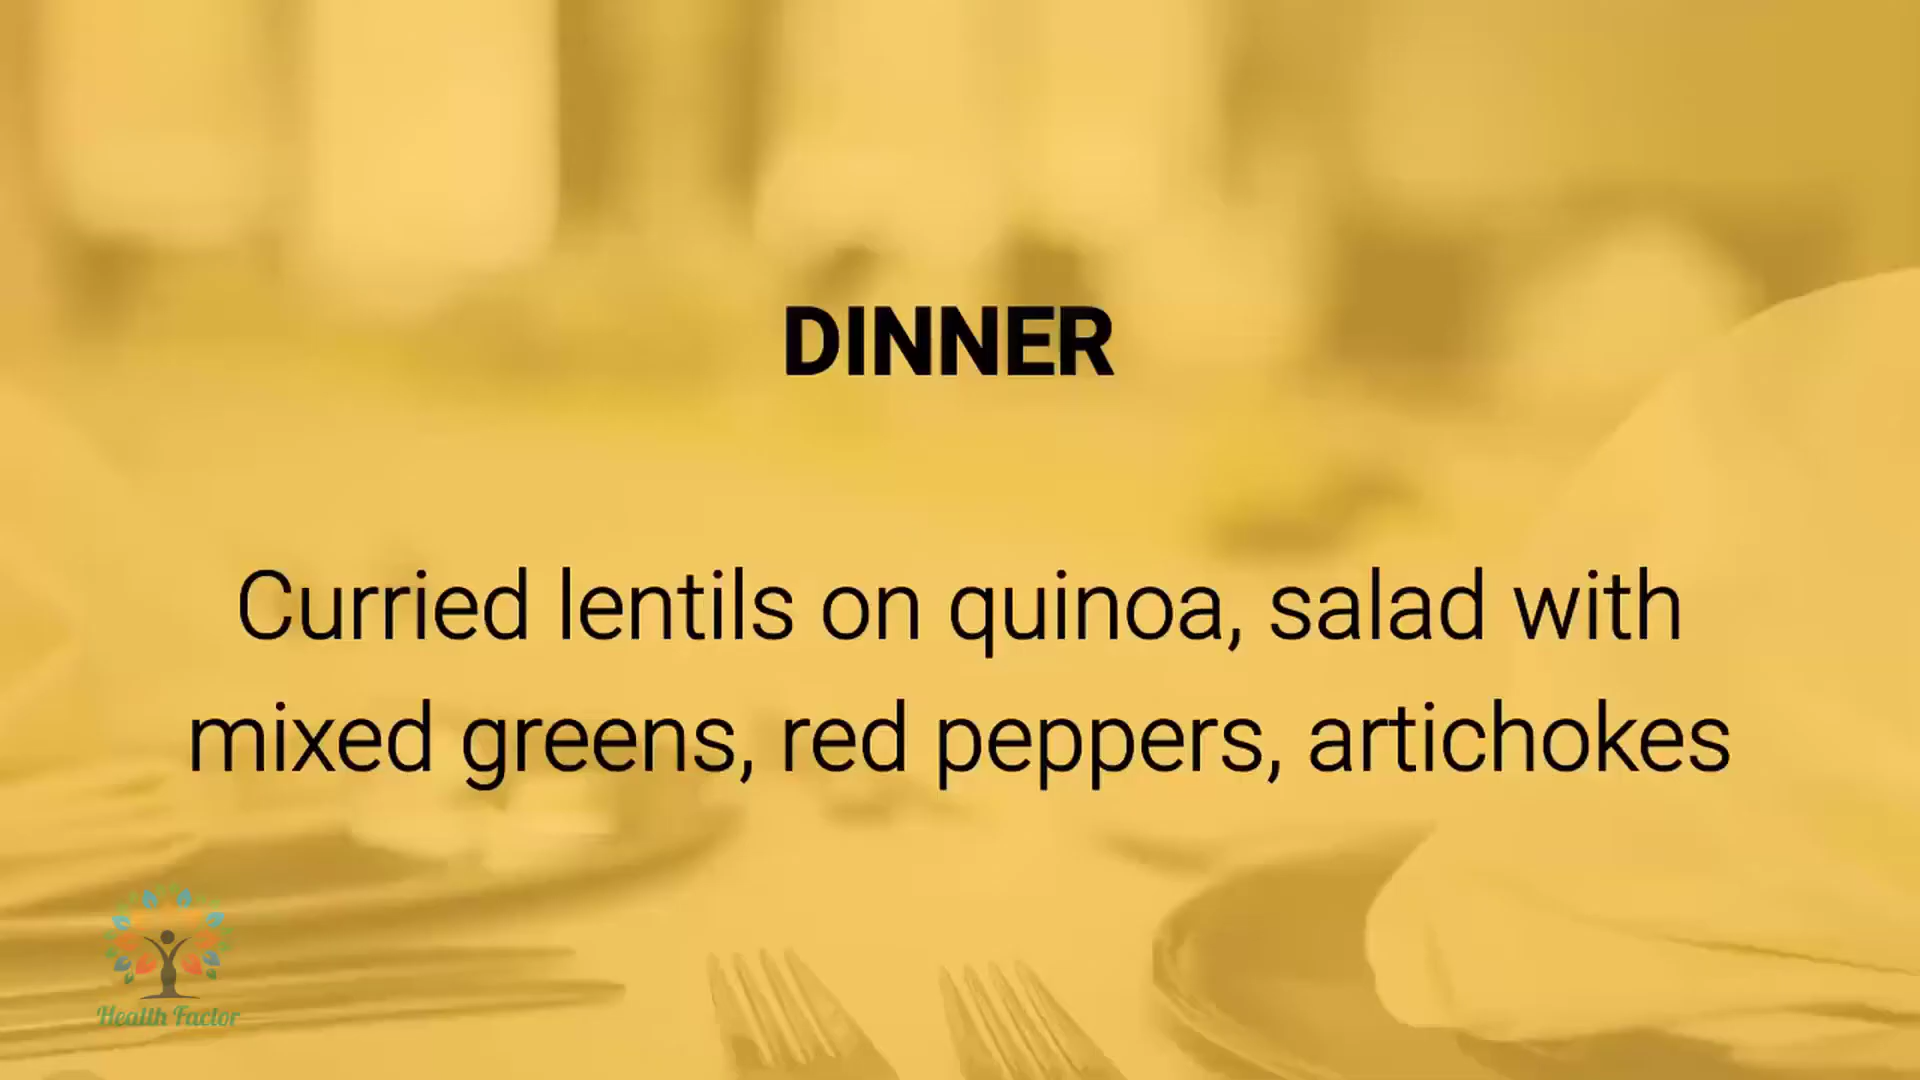 DINNER
Curried lentils on quinoa, salad with
mixed greens, red peppers, artichokes
Health Factor